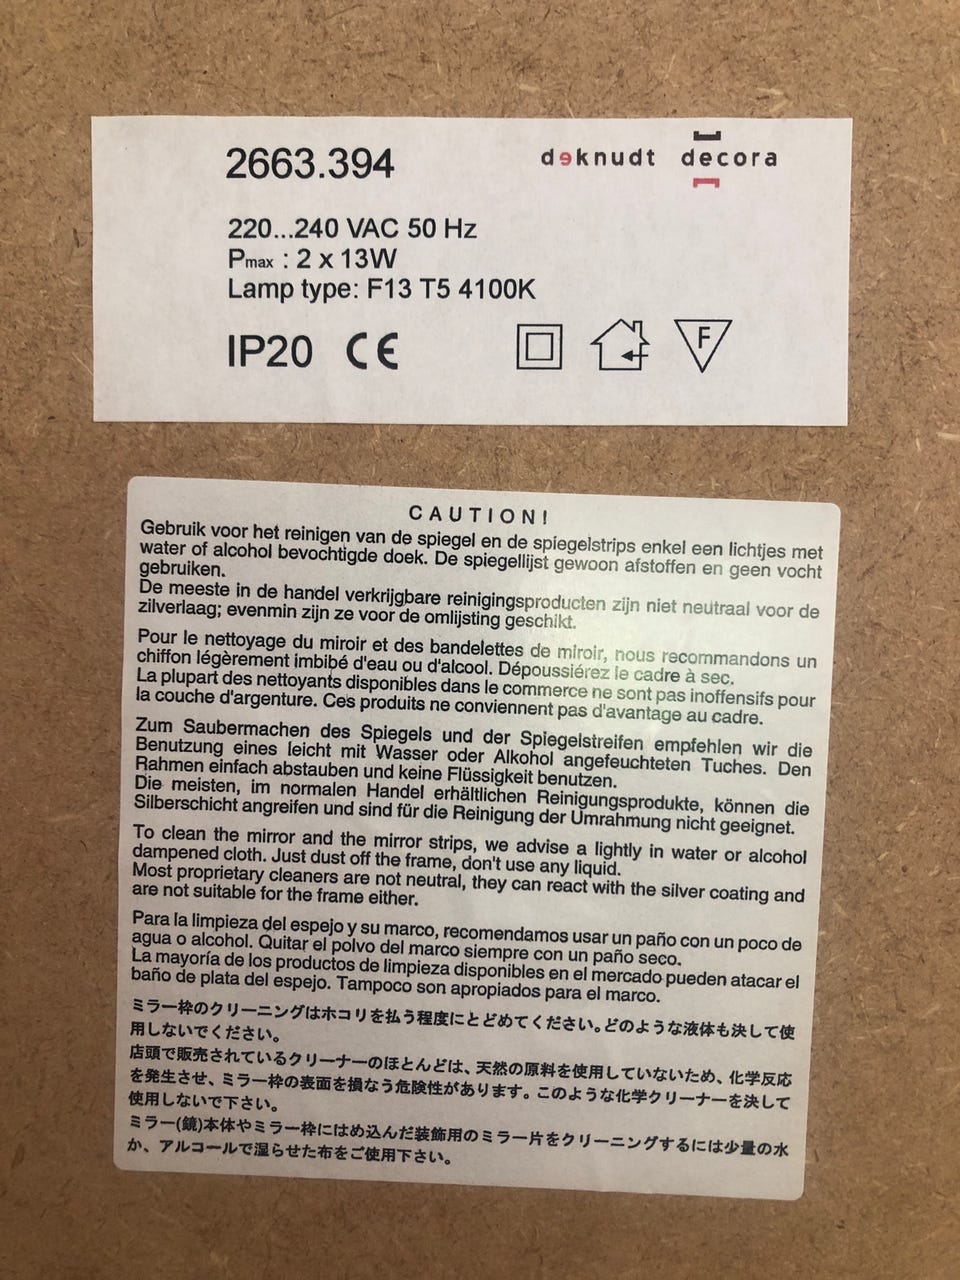 2663.394
deknudt decora
220...240 VAC 50 Hz
Pmax : 2 x 13W
Lamp type: F13 T5 4100K
IP20 CE
F
CAUTION!
Gebruik voor het reinigen van de spiegel en de spiegelstrips enkel een lichtjes met
water of alcohol bevochtigde doek. De spiegellijst gewoon afstoffen en geen vocht
gebruiken.
De meeste in de handel verkrijgbare reinigingsproducten zijn niet neutraal voor de
zilverlaag; evenmin zijn ze voor de omlijsting geschikt.
Pour le nettoyage du miroir et des bandelettes de miroir, nous recommandons un
chiffon légèrement imbibé d'eau ou d'alcool. Dépoussiérez le cadre à sec.
La plupart des nettoyants disponibles dans le commerce ne sont pas inoffensifs pour
la couche d'argenture. Ces produits ne conviennent pas d'avantage au cadre.
Zum Saubermachen des Spiegels und der Spiegelstreifen empfehlen wir die
Benutzung eines leicht mit Wasser oder Alkohol angefeuchteten Tuches. Den
Rahmen einfach abstauben und keine Flüssigkeit benutzen.
Die meisten, im normalen Handel erhältlichen Reinigungsprodukte, können die
Silberschicht angreifen und sind für die Reinigung der Umrahmung nicht geeignet.
To clean the mirror and the mirror strips, we advise a lightly in water or alcohol
dampened cloth. Just dust off the frame, don't use any liquid.
Most proprietary cleaners are not neutral, they can react with the silver coating and
are not suitable for the frame either.
Para la limpieza del espejo y su marco, recomendamos usar un paño con un poco de
agua o alcohol. Quitar el polvo del marco siempre con un paño seco.
La mayoría de los productos de limpieza disponibles en el mercado pueden atacar el
baño de plata del espejo. Tampoco son apropiados para el marco.
ミラー枠のクリーニングはホコリを払う程度にとどめてください。どのような液体も決して使
用しないでください。
店頭で販売されているクリーナーのほとんどは、天然の原料を使用していないため、化学反応
を発生させ、ミラー枠の表面を損なう危険性があります。このような化学クリーナーを決して
使用しないで下さい。
ミラー(鏡)本体やミラー枠にはめ込んだ装飾用のミラー片をクリーニングするには少量の水
か、アルコールで湿らせた布をご使用下さい。